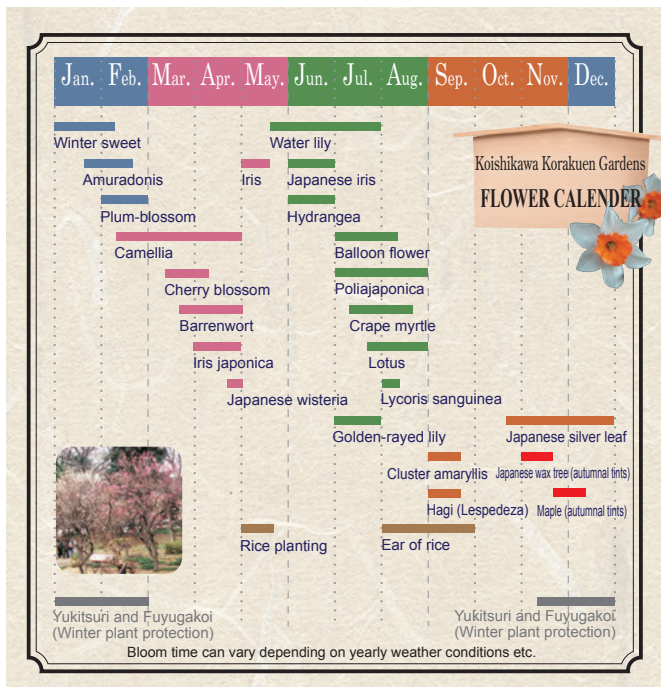 Jan. Feb. Mar. Apr. May. Jun. Jul. Aug. Sep. Oct. Nov. Dec.
Koishikawa Korakuen Gardens
FLOWER CALENDER
Winter sweet
Water lily
Amuradonis
Iris
Japanese iris
Plum-blossom
Hydrangea
Camellia
Balloon flower
Cherry blossom
Poliajaponica
Barrenwort
Crape myrtle
Iris japonica
Lotus
Japanese wisteria
Lycoris sanguinea
Golden-rayed lily
Japanese silver leaf
Cluster amaryllis
Japanese wax tree (autumnal tints)
Hagi (Lespedeza)
Maple (autumnal tints)
Rice planting
Ear of rice
Yukitsuri and Fuyugakoi
(Winter plant protection)
Yukitsuri and Fuyugakoi
(Winter plant protection)
Bloom time can vary depending on yearly weather conditions etc.